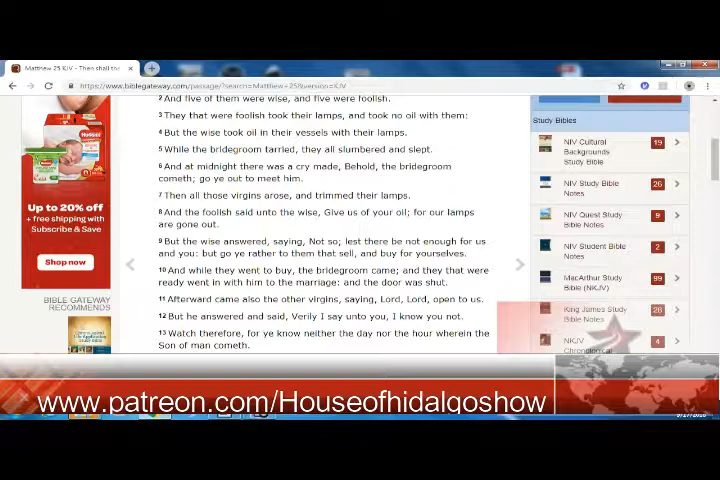 Matthew 25 KJV - Then shall the
https://www.biblegateway.com/passage/?search=Matthew+25&version=KJV
2 And five of them were wise, and five were foolish.
3 They that were foolish took their lamps, and took no oil with them:
4 But the wise took oil in their vessels with their lamps.
5 While the bridegroom tarried, they all slumbered and slept.
6 And at midnight there was a cry made, Behold, the bridegroom
cometh; go ye out to meet him.
7 Then all those virgins arose, and trimmed their lamps.
8 And the foolish said unto the wise, Give us of your oil; for our lamps
are gone out.
9 But the wise answered, saying, Not so; lest there be not enough for us
and you: but go ye rather to them that sell, and buy for yourselves.
10 And while they went to buy, the bridegroom came; and they that were
ready went in with him to the marriage: and the door was shut.
11 Afterward came also the other virgins, saying, Lord, Lord, open to us.
12 But he answered and said, Verily I say unto you, I know you not.
13 Watch therefore, for ye know neither the day nor the hour wherein the
Son of man cometh.
HUGGIES
Up to 20% off
+ free shipping with
Subscribe & Save
Shop now
BIBLE GATEWAY
RECOMMENDS
Study Bibles
NIV Cultural
Backgrounds
Study Bible
19
NIV Study Bible
Notes
26
NIV Quest Study
Bible Notes
9
NIV Student Bible
Notes
2
MacArthur Study
Bible (NKJV)
99
King James Study
Bible Notes
28
NKJV
Chronological
4
www.patreon.com/Houseofhidalgoshow